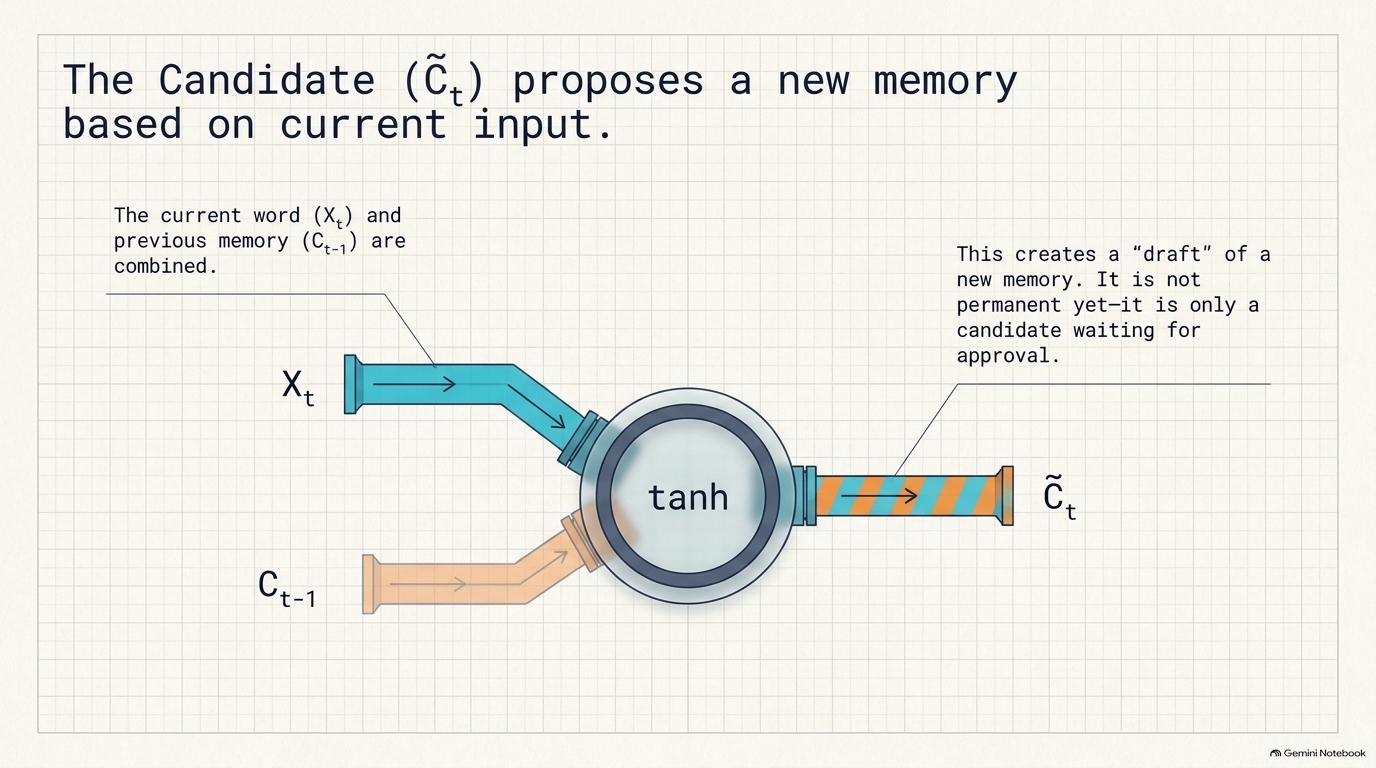 The Candidate (C̃ₜ) proposes a new memory
based on current input.
The current word (Xₜ) and
previous memory (Cₜ₋₁) are
combined.
This creates a “draft” of a
new memory. It is not
permanent yet—it is only a
candidate waiting for
approval.
Xₜ
tanh
C̃ₜ
Cₜ₋₁
Gemini Notebook